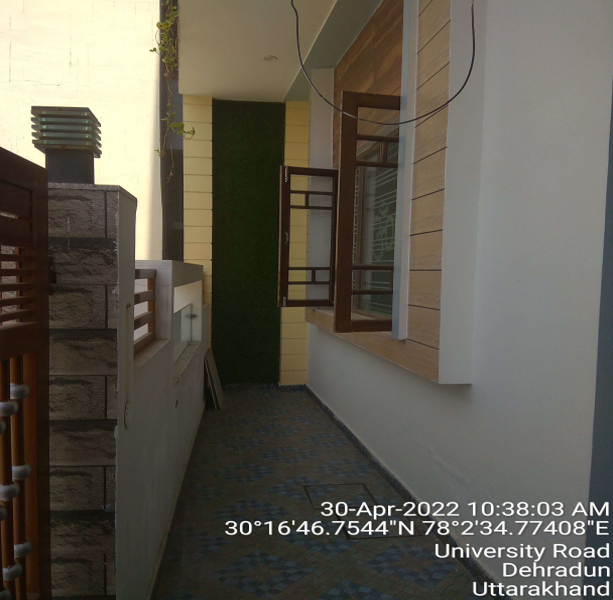 30-Apr-2022 10:38:03 AM
30°16'46.7544"N 78°2'34.77408"E
University Road
Dehradun
Uttarakhand